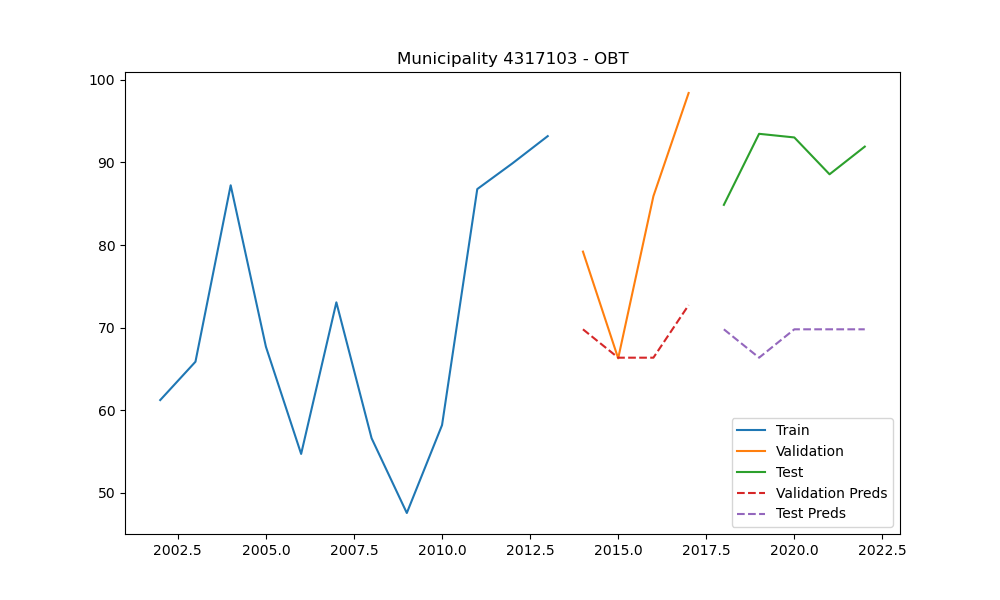 Municipality 4317103 - OBT
100
90
80
70
60
50
2002.5 2005.0 2007.5 2010.0 2012.5 2015.0 2017.5 2020.0 2022.5
Train
Validation
Test
Validation Preds
Test Preds